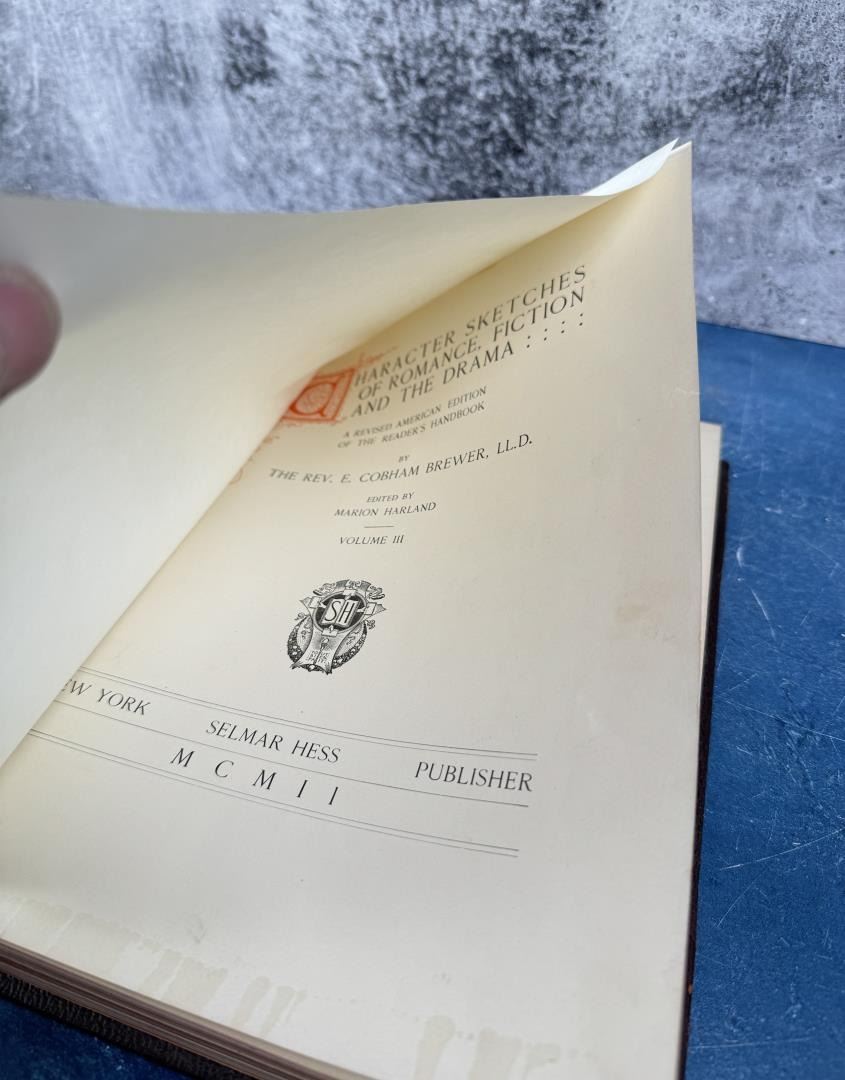 CHARACTER SKETCHES
OF ROMANCE, FICTION
AND THE DRAMA : : : :
A REVISED AMERICAN EDITION
OF THE READER'S HANDBOOK
BY
THE REV. E. COBHAM BREWER, LL.D.
EDITED BY
MARION HARLAND
VOLUME III
SH
EW YORK SELMAR HESS PUBLISHER
M C M I I